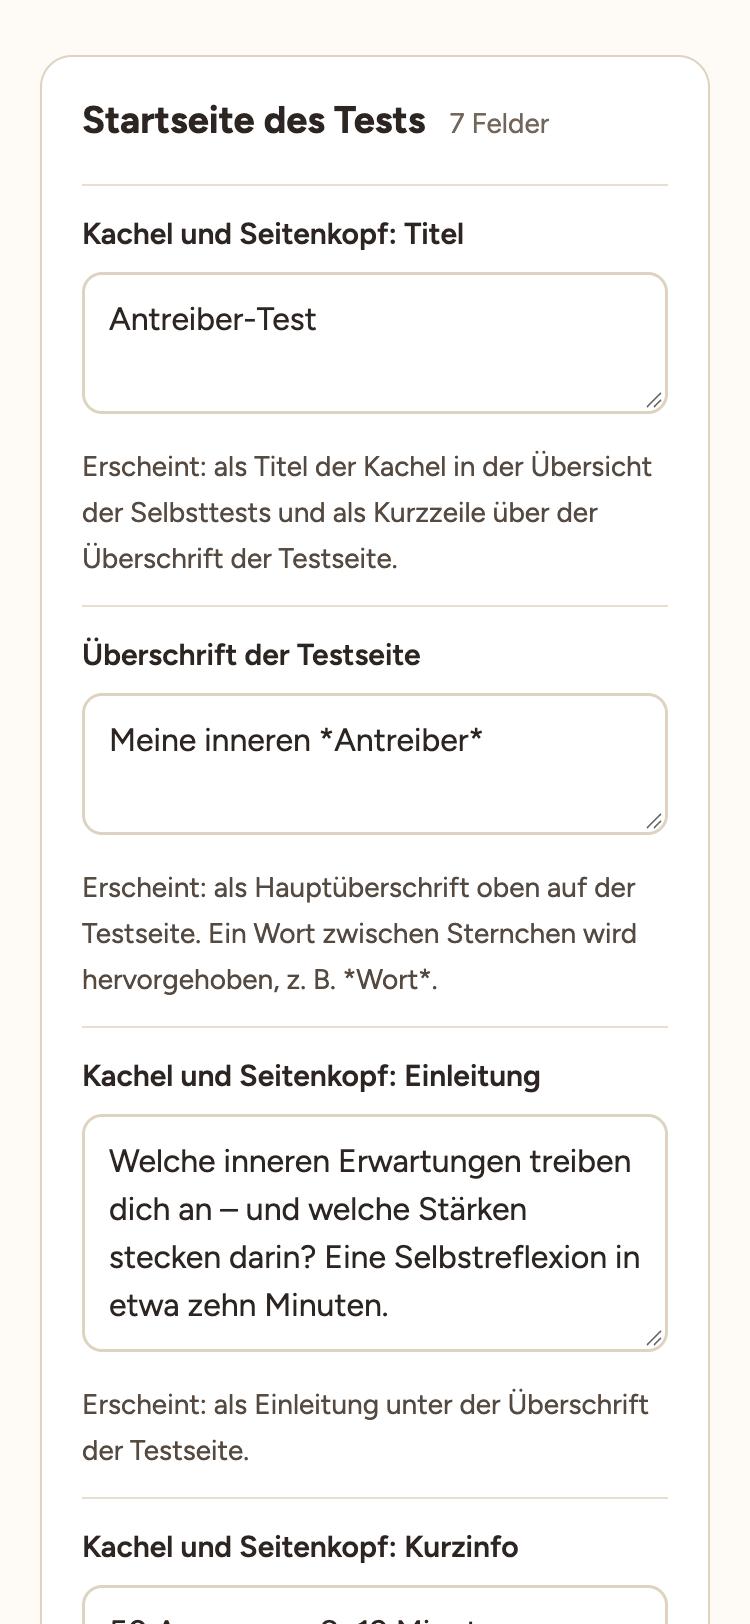 Startseite des Tests 7 Felder
Kachel und Seitenkopf: Titel
Antreiber-Test
Erscheint: als Titel der Kachel in der Übersicht
der Selbsttests und als Kurzzeile über der
Überschrift der Testseite.
Überschrift der Testseite
Meine inneren *Antreiber*
Erscheint: als Hauptüberschrift oben auf der
Testseite. Ein Wort zwischen Sternchen wird
hervorgehoben, z. B. *Wort*.
Kachel und Seitenkopf: Einleitung
Welche inneren Erwartungen treiben
dich an – und welche Stärken
stecken darin? Eine Selbstreflexion in
etwa zehn Minuten.
Erscheint: als Einleitung unter der Überschrift
der Testseite.
Kachel und Seitenkopf: Kurzinfo